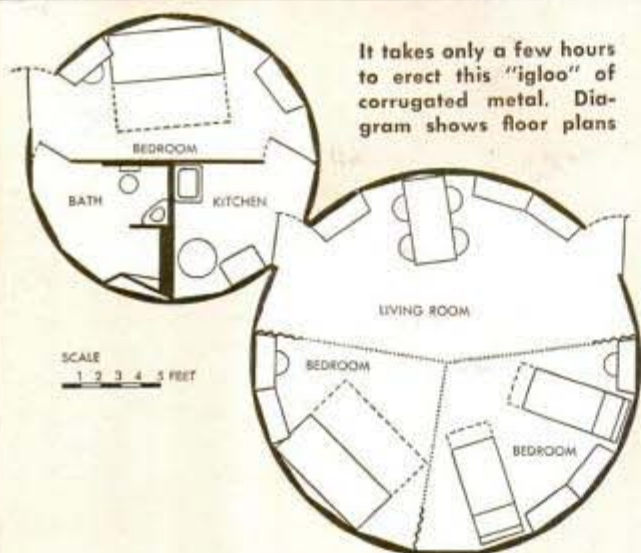 It takes only a few hours
to erect this "igloo" of
corrugated metal. Dia-
gram shows floor plans
BEDROOM
BATH
KITCHEN
LIVING ROOM
BEDROOM
BEDROOM
SCALE
1 2 3 4 5 FEET